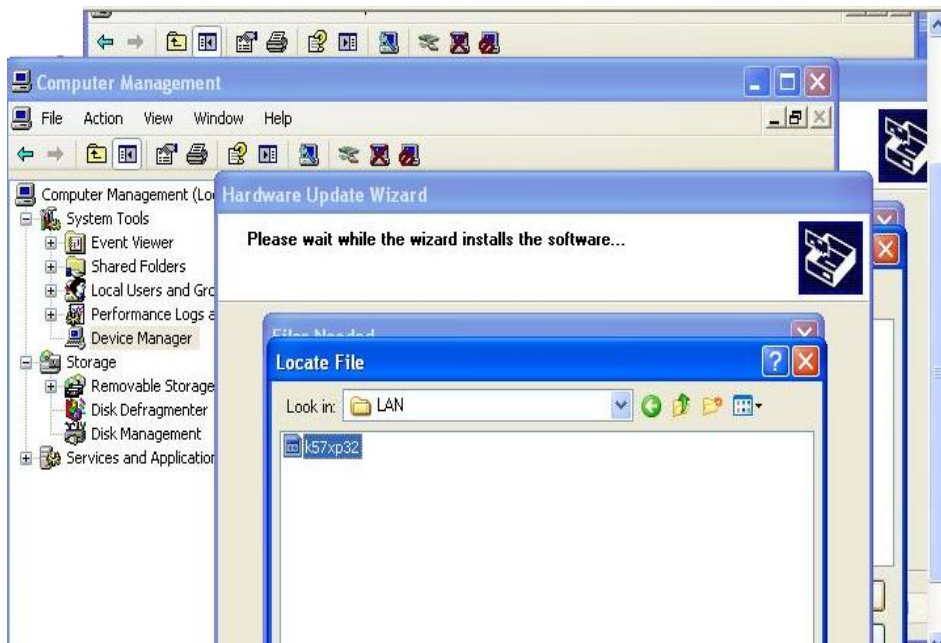 Computer Management
File Action View Window Help
Computer Management (Lo
System Tools
Event Viewer
Shared Folders
Local Users and Gro
Performance Logs a
Device Manager
Storage
Removable Storage
Disk Defragmenter
Disk Management
Services and Application
Hardware Update Wizard
Please wait while the wizard installs the software...
Files Needed
Locate File
Look in: LAN
k57xp32